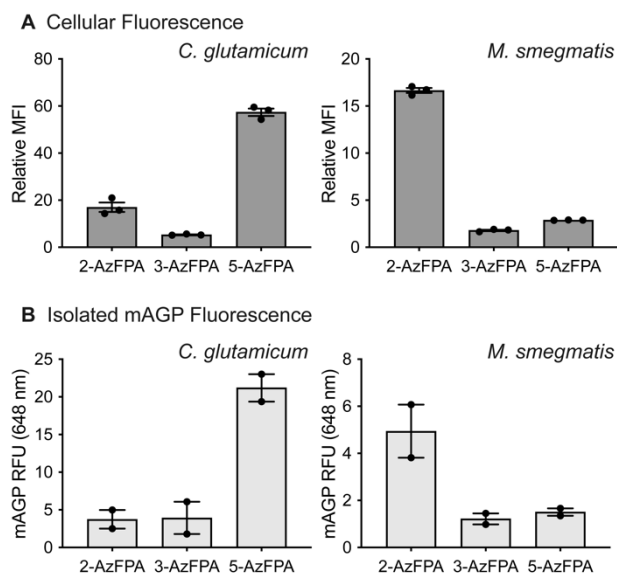 A Cellular Fluorescence
C. glutamicum
Relative MFI
80
60
40
20
0
2-AzFPA 3-AzFPA 5-AzFPA
M. smegmatis
Relative MFI
20
15
10
5
0
2-AzFPA 3-AzFPA 5-AzFPA
B Isolated mAGP Fluorescence
C. glutamicum
mAGP RFU (648 nm)
25
20
15
10
5
0
2-AzFPA 3-AzFPA 5-AzFPA
M. smegmatis
mAGP RFU (648 nm)
8
6
4
2
0
2-AzFPA 3-AzFPA 5-AzFPA